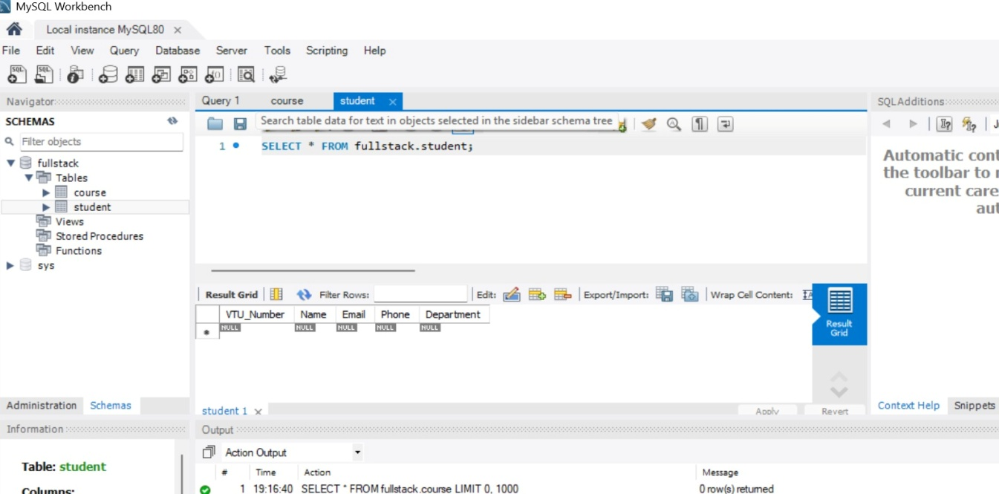 MySQL Workbench
Local instance MySQL80
File Edit View Query Database Server Tools Scripting Help
Navigator
Query 1 course student
SQLAdditions
SCHEMAS
Search table data for text in objects selected in the sidebar schema tree
Filter objects
1 SELECT * FROM fullstack.student;
fullstack
Tables
course
student
Views
Stored Procedures
Functions
sys
Automatic cont
the toolbar to
current care
aut
Result Grid Filter Rows: Edit: Export/Import: Wrap Cell Content:
VTU_Number Name Email Phone Department
NULL NULL NULL NULL NULL
Result
Grid
Administration Schemas
student 1
Apply Revert
Context Help Snippets
Information
Output
Table: student
Columns:
Action Output
# Time Action Message
1 19:16:40 SELECT * FROM fullstack.course LIMIT 0, 1000 0 row(s) returned